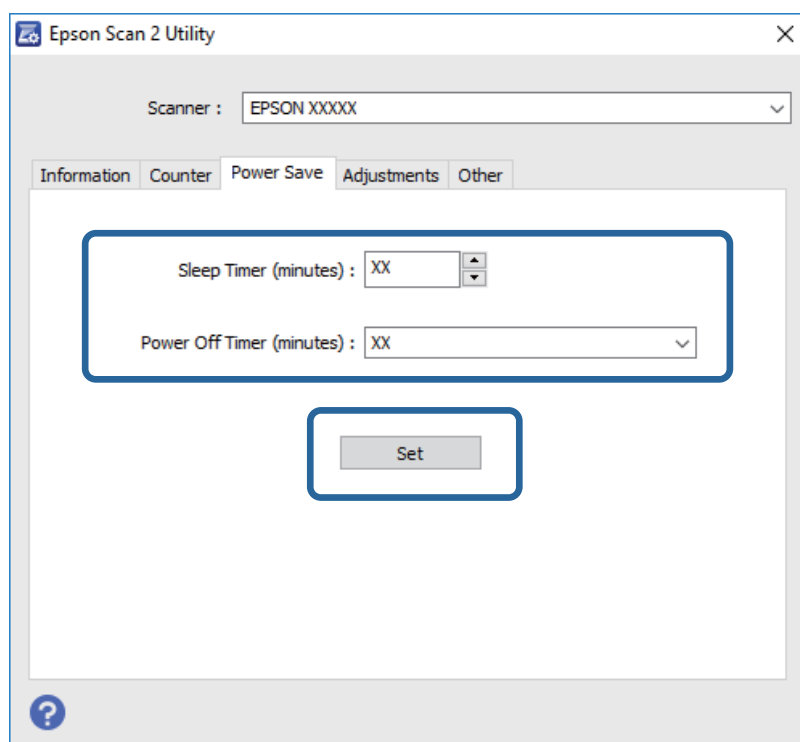 Epson Scan 2 Utility
Scanner : EPSON XXXXX
Information Counter Power Save Adjustments Other
Sleep Timer (minutes) : XX
Power Off Timer (minutes) : XX
Set
?